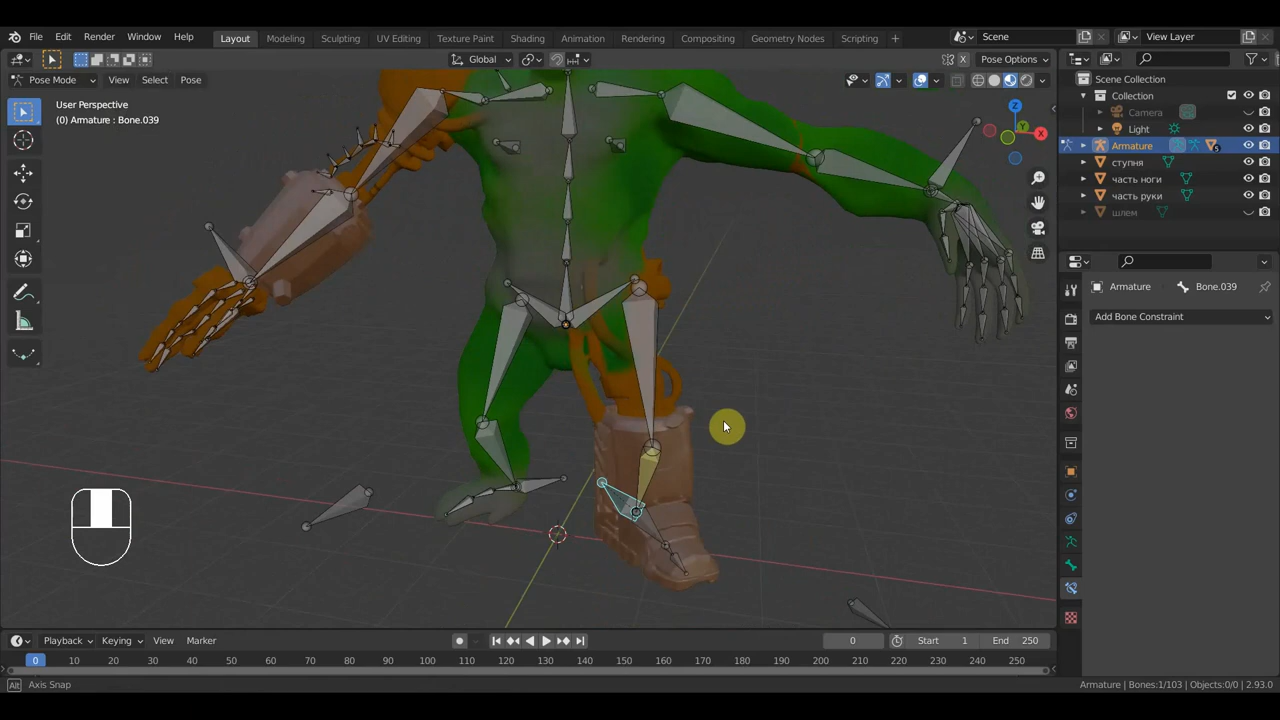 File Edit Render Window Help Layout Modeling Sculpting UV Editing Texture Paint Shading Animation Rendering Compositing Geometry Nodes Scripting + Scene View Layer
Global Pose Options
Pose Mode View Select Pose
User Perspective
(0) Armature : Bone.039
X
Z
Y
X
Scene Collection
Collection
Camera
Light
Armature
5
ступня
часть ноги
часть руки
шлем
Armature Bone.039
Add Bone Constraint
Playback Keying View Marker 0 Start 1 End 250
0 10 20 30 40 50 60 70 80 90 100 110 120 130 140 150 160 170 180 190 200 210 220 230 240 250
Alt Axis Snap Armature | Bones:1/103 | Objects:0/0 | 2.93.0